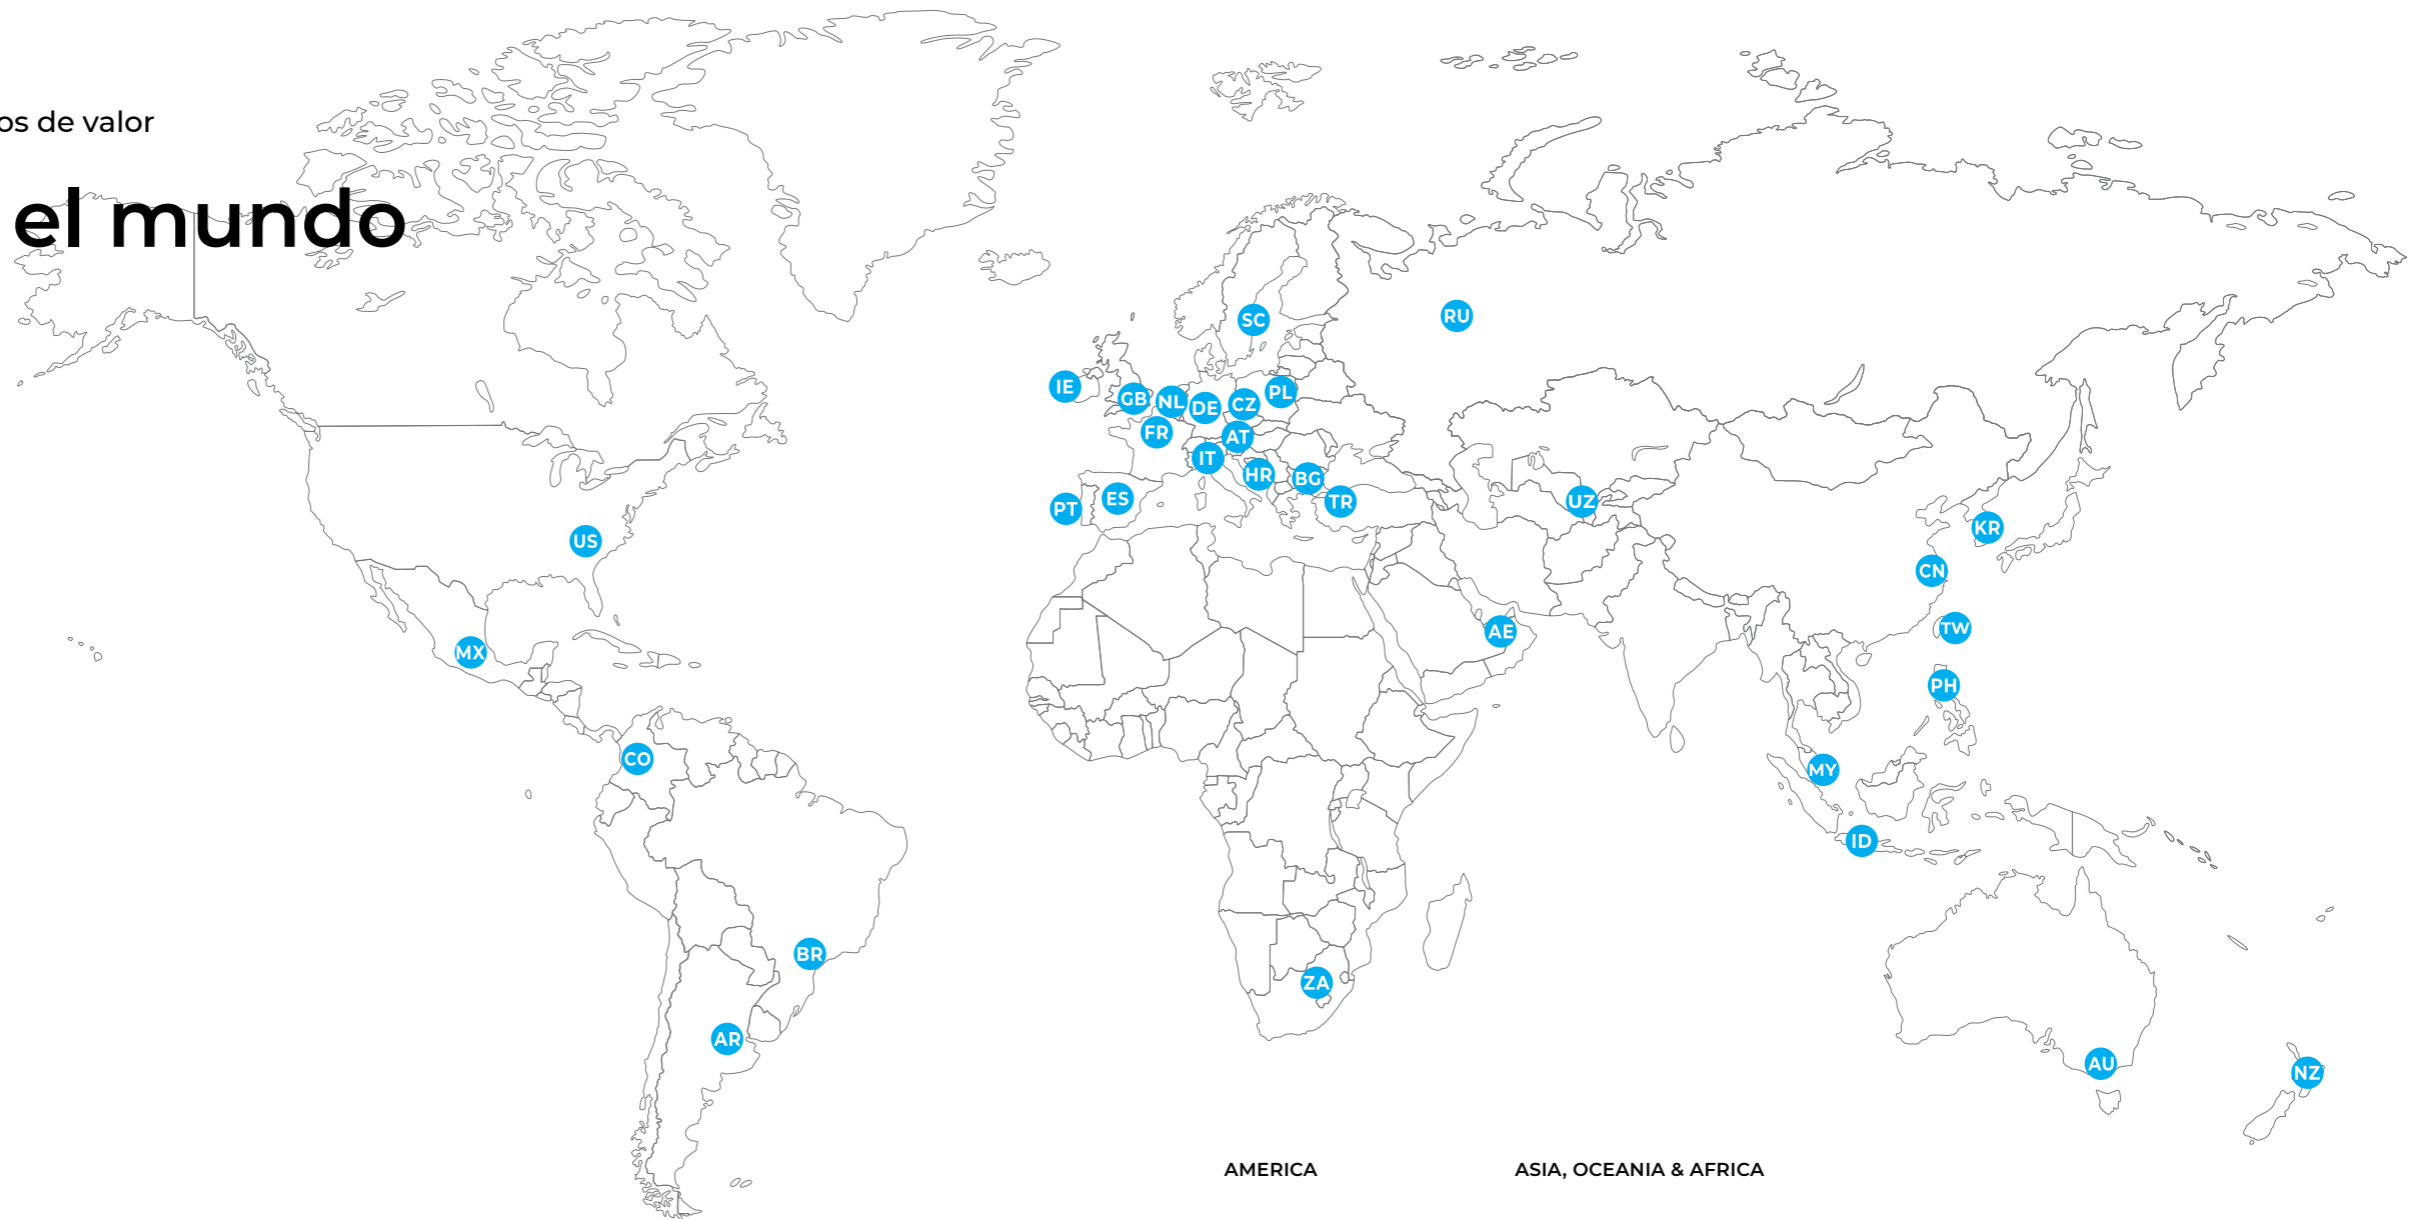 os de valor
el mundo
SC
RU
IE
GB
NL
DE
CZ
PL
FR
AT
IT
HR
BG
PT
ES
TR
UZ
US
KR
CN
MX
AE
TW
PH
CO
MY
ID
BR
ZA
AR
AU
NZ
AMERICA
ASIA, OCEANIA & AFRICA